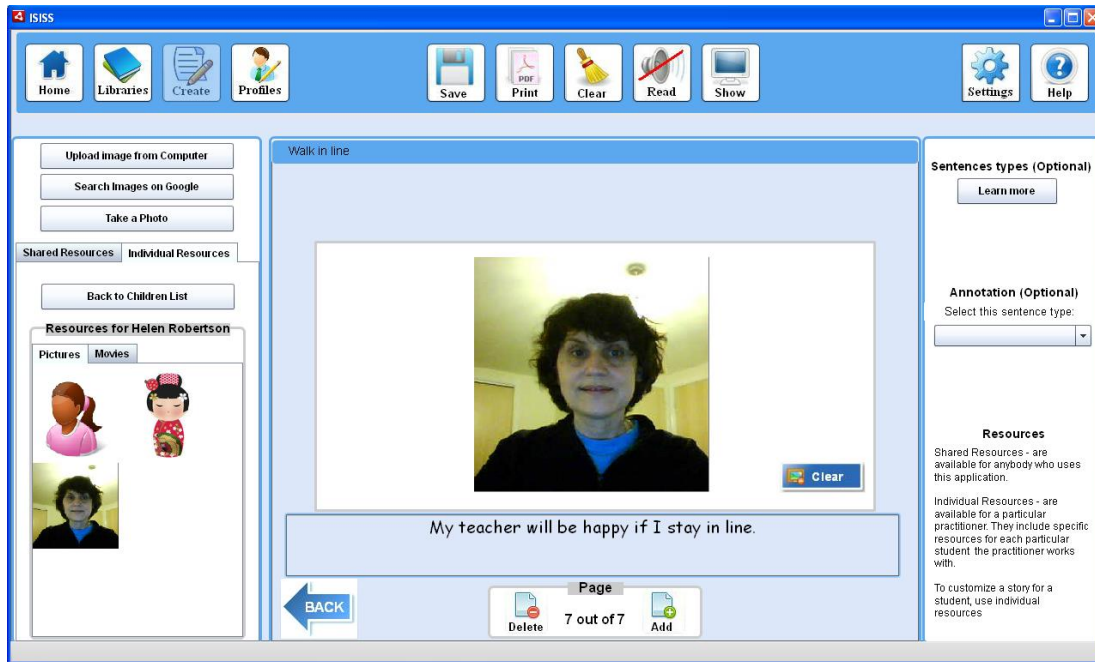 ISISS
Home
Libraries
Create
Profiles
Save
PDF
Print
Clear
Read
Show
Settings
Help
Upload image from Computer
Search Images on Google
Take a Photo
Shared Resources
Individual Resources
Back to Children List
Resources for Helen Robertson
Pictures
Movies
Walk in line
Clear
My teacher will be happy if I stay in line.
BACK
Page
Delete
7 out of 7
Add
Sentences types (Optional)
Learn more
Annotation (Optional)
Select this sentence type:
Resources
Shared Resources - are
available for anybody who uses
this application.
Individual Resources - are
available for a particular
practitioner. They include specific
resources for each particular
student the practitioner works
with.
To customize a story for a
student, use individual
resources